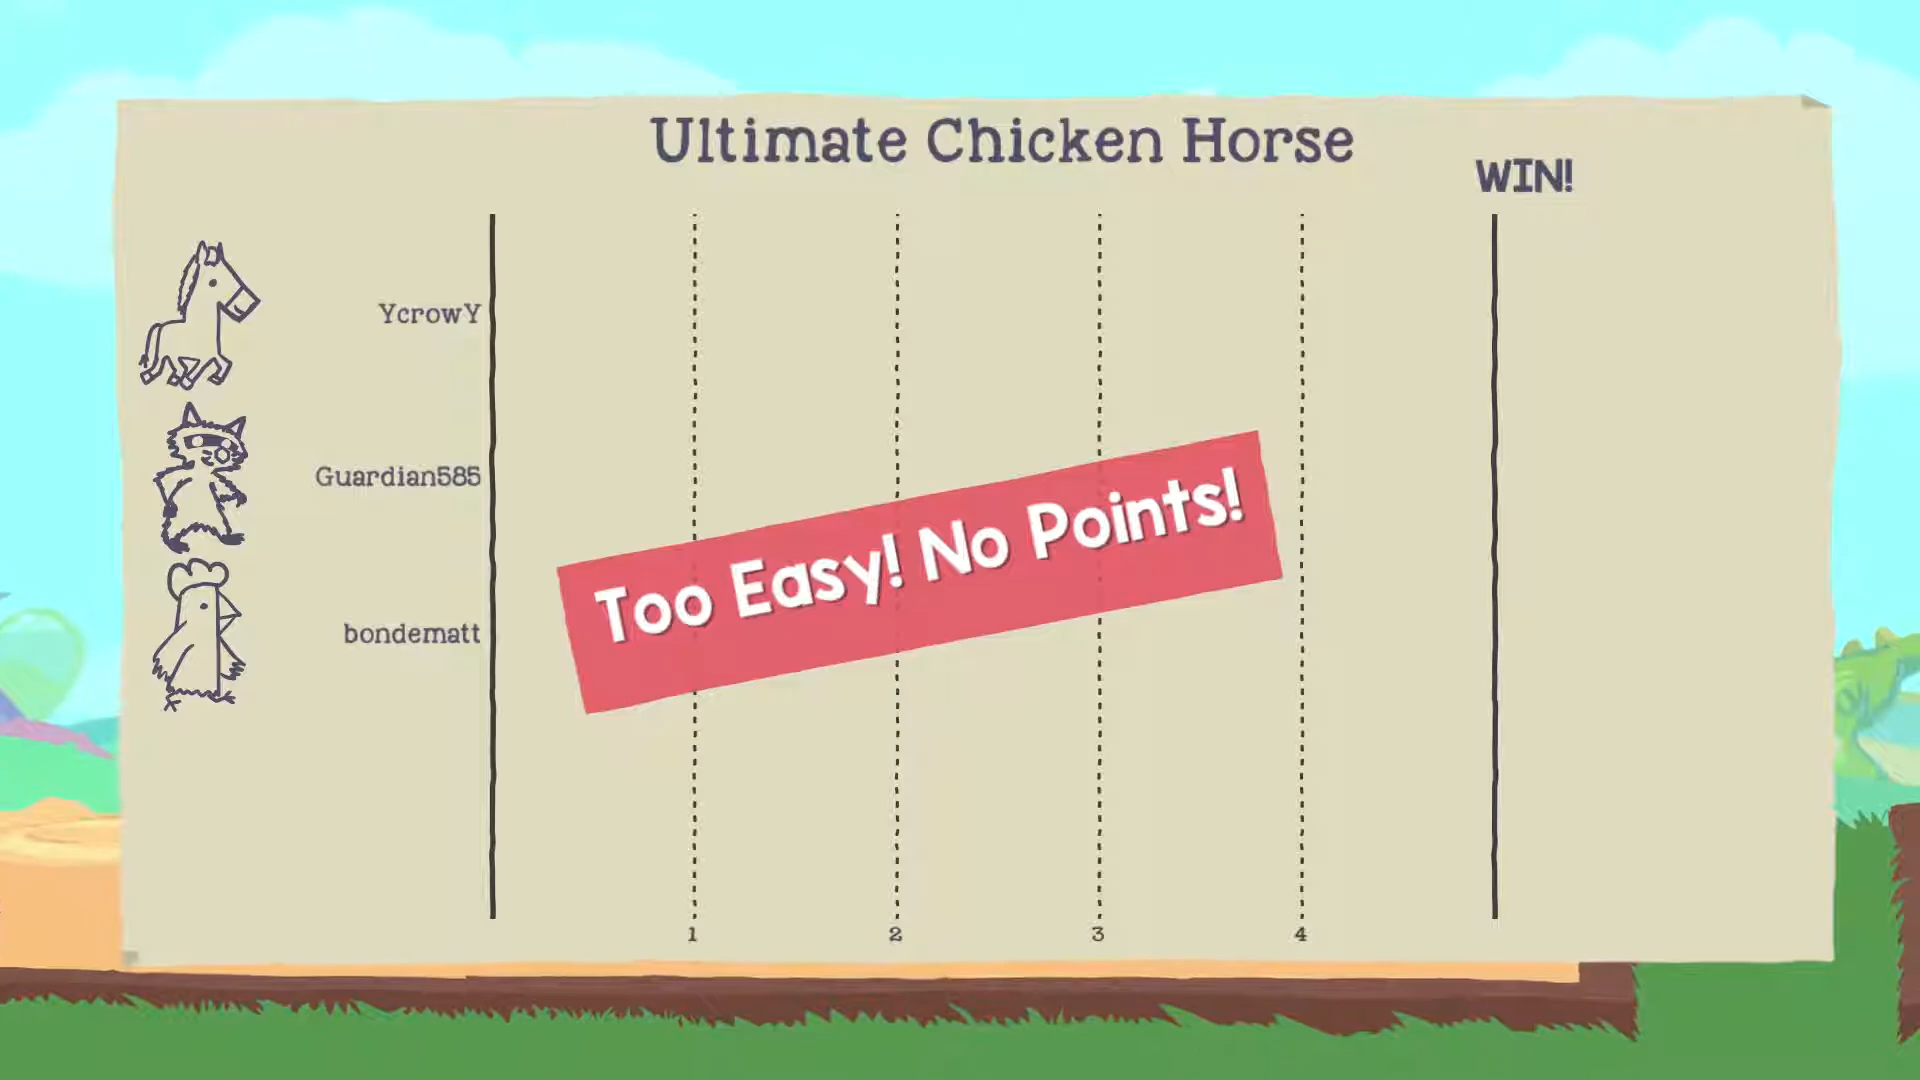 Ultimate Chicken Horse
WIN!
YcrowY
Guardian585
Too Easy! No Points!
bondematt
1 2 3 4